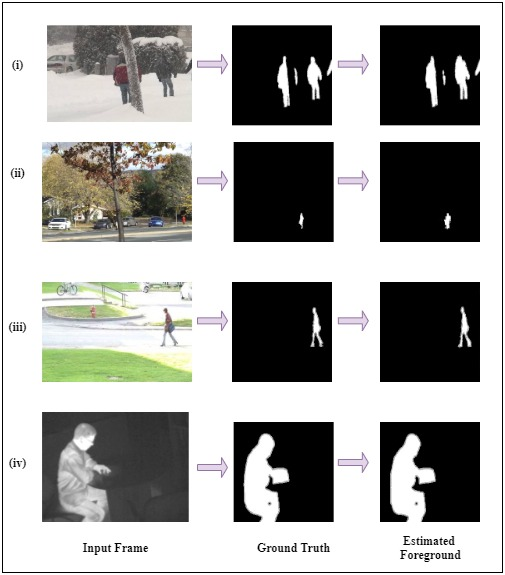 (i)
(ii)
(iii)
(iv)
Input Frame
Ground Truth
Estimated
Foreground